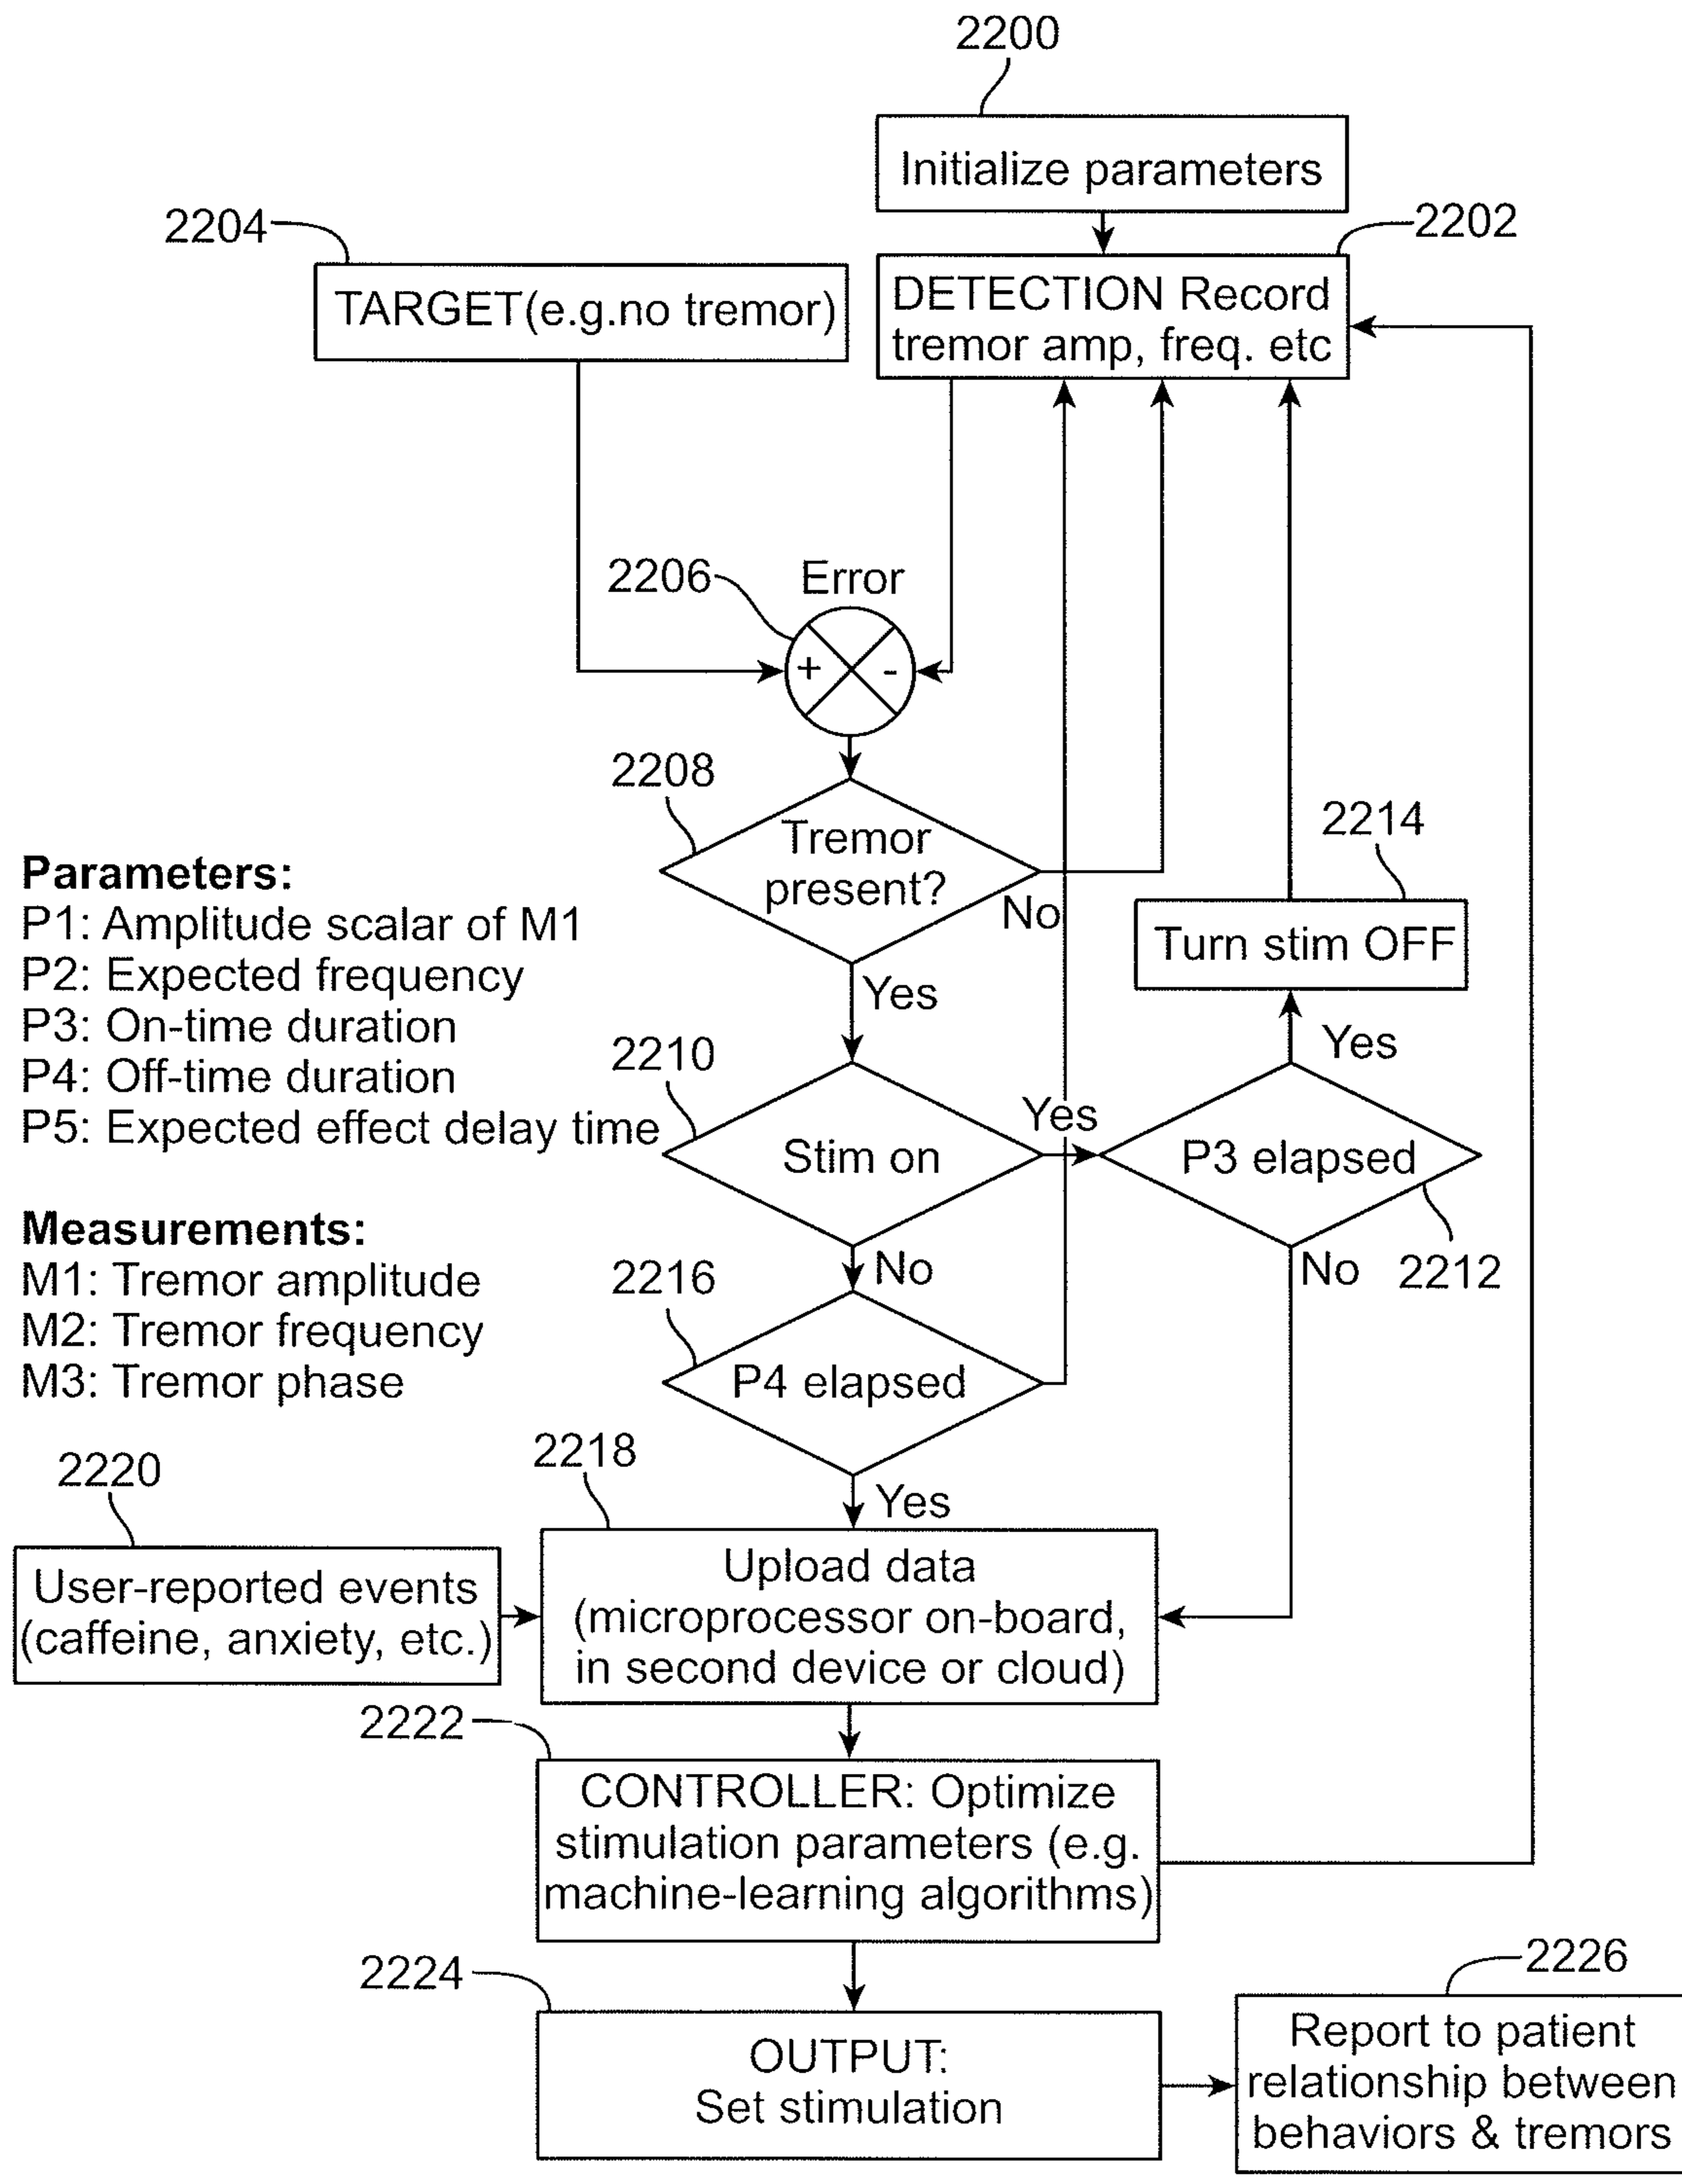 2200
Initialize parameters
2204
2202
TARGET(e.g.no tremor)
DETECTION Record
tremor amp, freq. etc
2206
Error
+
-
2208
Tremor
present?
No
Yes
2214
Turn stim OFF
Parameters:
P1: Amplitude scalar of M1
P2: Expected frequency
P3: On-time duration
P4: Off-time duration
P5: Expected effect delay time
2210
Stim on
Yes
Yes
P3 elapsed
No
2212
No
Measurements:
M1: Tremor amplitude
M2: Tremor frequency
M3: Tremor phase
2216
P4 elapsed
Yes
2218
2220
User-reported events
(caffeine, anxiety, etc.)
Upload data
(microprocessor on-board,
in second device or cloud)
2222
CONTROLLER: Optimize
stimulation parameters (e.g.
machine-learning algorithms)
2224
OUTPUT:
Set stimulation
2226
Report to patient
relationship between
behaviors & tremors